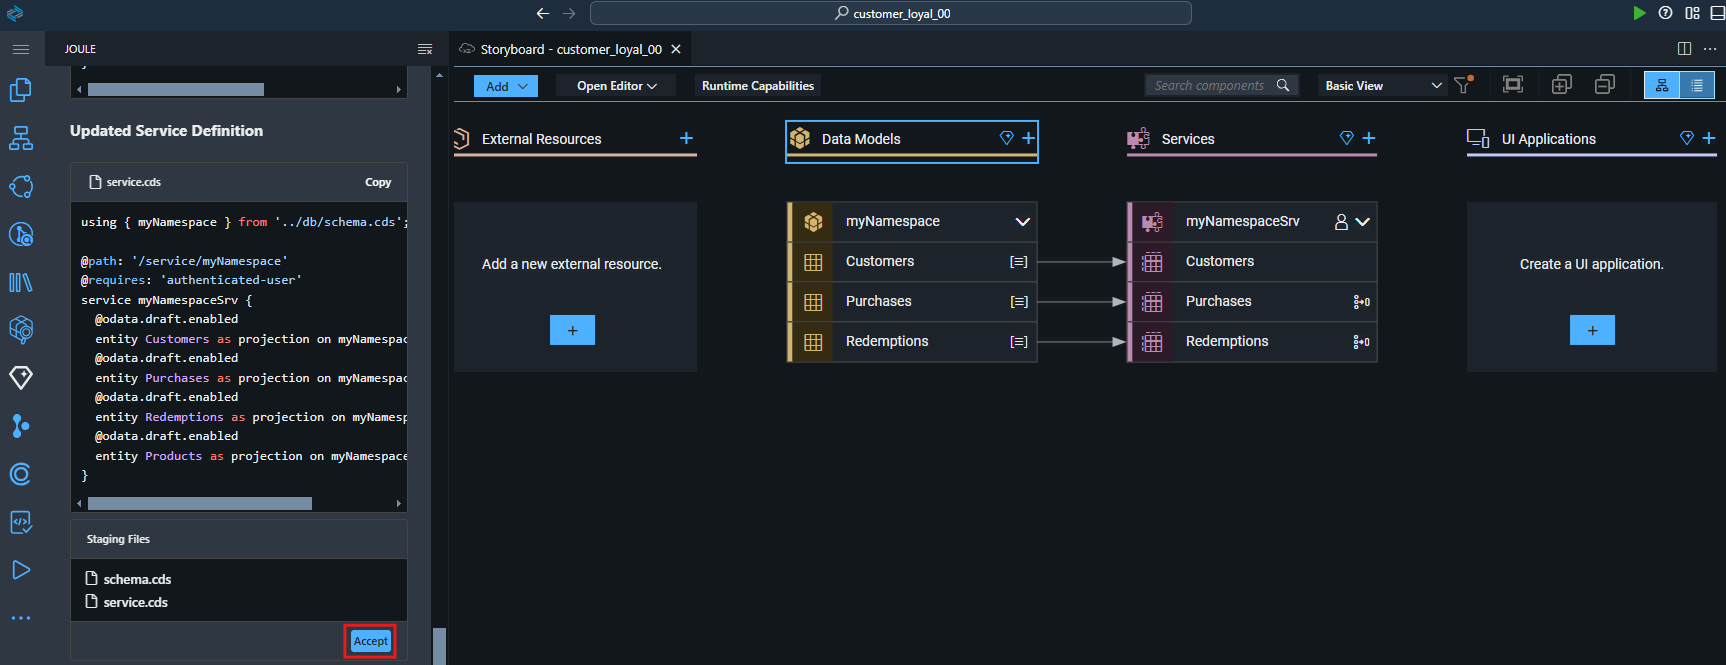 customer_loyal_00
JOULE
Storyboard - customer_loyal_00
Add
Open Editor
Runtime Capabilities
Search components
Basic View
Updated Service Definition
service.cds
Copy
using { myNamespace } from '../db/schema.cds';
@path: '/service/myNamespace'
@requires: 'authenticated-user'
service myNamespaceSrv {
@odata.draft.enabled
entity Customers as projection on myNamespac
@odata.draft.enabled
entity Purchases as projection on myNamespac
@odata.draft.enabled
entity Redemptions as projection on myNamesp
@odata.draft.enabled
entity Products as projection on myNamespace
}
Staging Files
schema.cds
service.cds
Accept
External Resources
Add a new external resource.
Data Models
myNamespace
Customers
Purchases
Redemptions
Services
myNamespaceSrv
Customers
Purchases
Redemptions
UI Applications
Create a UI application.